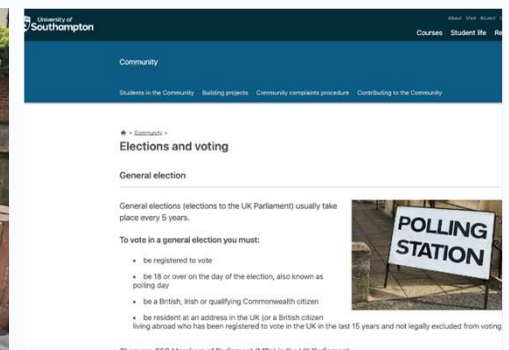 University of
Southampton
About Visit Alumni
Courses Student life
Community
Students in the Community Building projects Community complaints procedure Contributing to the Community
> Community >
Elections and voting
General election
General elections (elections to the UK Parliament) usually take
place every 5 years.
To vote in a general election you must:
• be registered to vote
• be 18 or over on the day of the election, also known as
polling day
• be a British, Irish or qualifying Commonwealth citizen
• be resident at an address in the UK (or a British citizen
living abroad who has been registered to vote in the UK in the last 15 years and not legally excluded from voting
POLLING
STATION